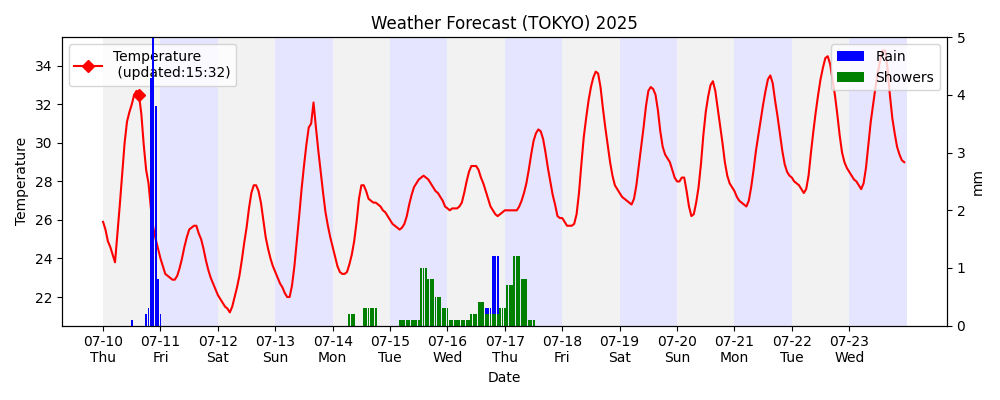 Weather Forecast (TOKYO) 2025
Temperature
(updated:15:32)
Rain
Showers
Temperature
34
32
30
28
26
24
22
5
4
3
2
1
0
mm
07-10 07-11 07-12 07-13 07-14 07-15 07-16 07-17 07-18 07-19 07-20 07-21 07-22 07-23
Thu Fri Sat Sun Mon Tue Wed Thu Fri Sat Sun Mon Tue Wed
Date